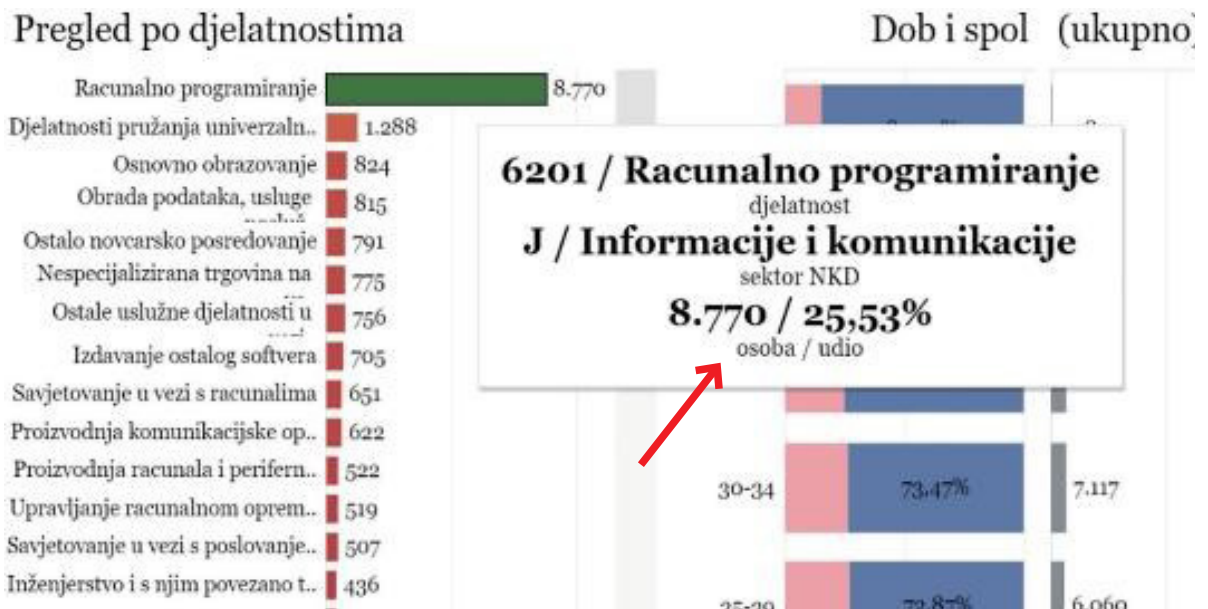 Pregled po djelatnostima
Dob i spol (ukupno)
Racunalno programiranje 8.770
Djelatnosti pružanja univerzaln.. 1.288
Osnovno obrazovanje 824
Obrada podataka, usluge 815
Ostalo novcarsko posredovanje 791
Nespecijalizirana trgovina na 775
Ostale uslužne djelatnosti u 756
Izdavanje ostalog softvera 705
Savjetovanje u vezi s racunalima 651
Proizvodnja komunikacijske op.. 622
Proizvodnja racunala i perifern.. 522
Upravljanje racunalnom oprem.. 519
Savjetovanje u vezi s poslovanje.. 507
Inženjerstvo i s njim povezano t.. 436
6201 / Racunalno programiranje
djelatnost
J / Informacije i komunikacije
sektor NKD
8.770 / 25,53%
osoba / udio
30-34 73,47% 7.117
25-29 72,87% 6.060